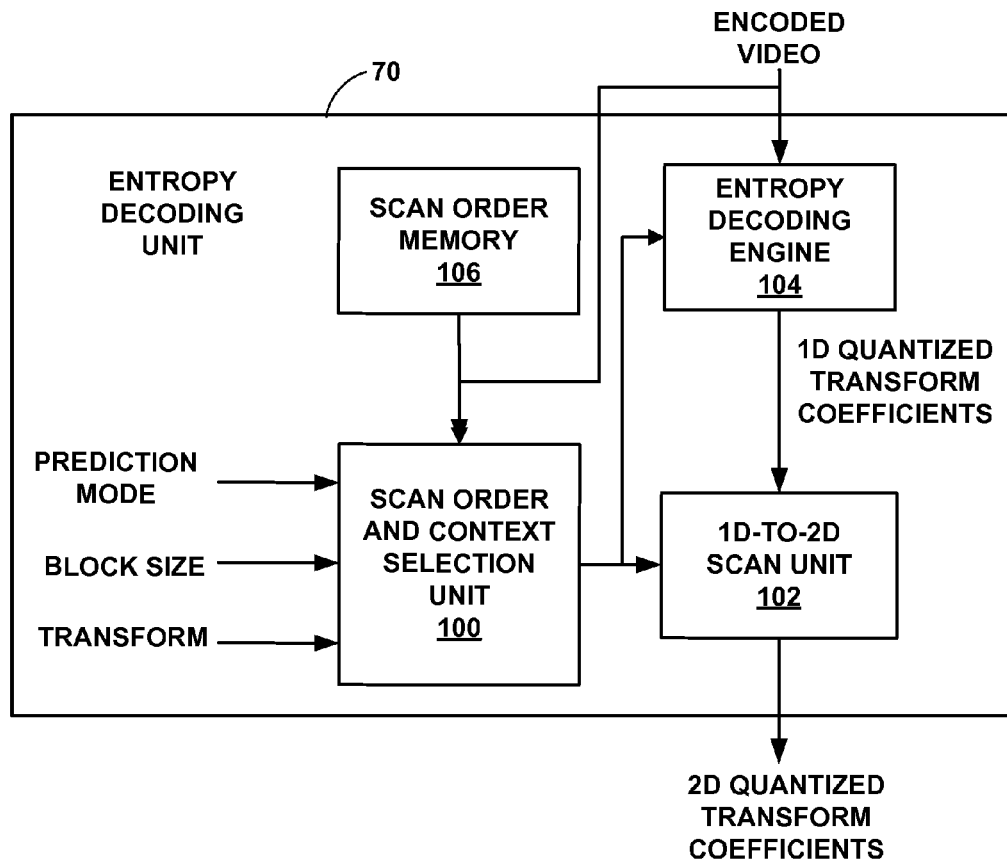 ENCODED
VIDEO
70
ENTROPY
DECODING
UNIT
SCAN ORDER
MEMORY
106
ENTROPY
DECODING
ENGINE
104
1D QUANTIZED
TRANSFORM
COEFFICIENTS
PREDICTION
MODE
BLOCK SIZE
TRANSFORM
SCAN ORDER
AND CONTEXT
SELECTION
UNIT
100
1D-TO-2D
SCAN UNIT
102
2D QUANTIZED
TRANSFORM
COEFFICIENTS